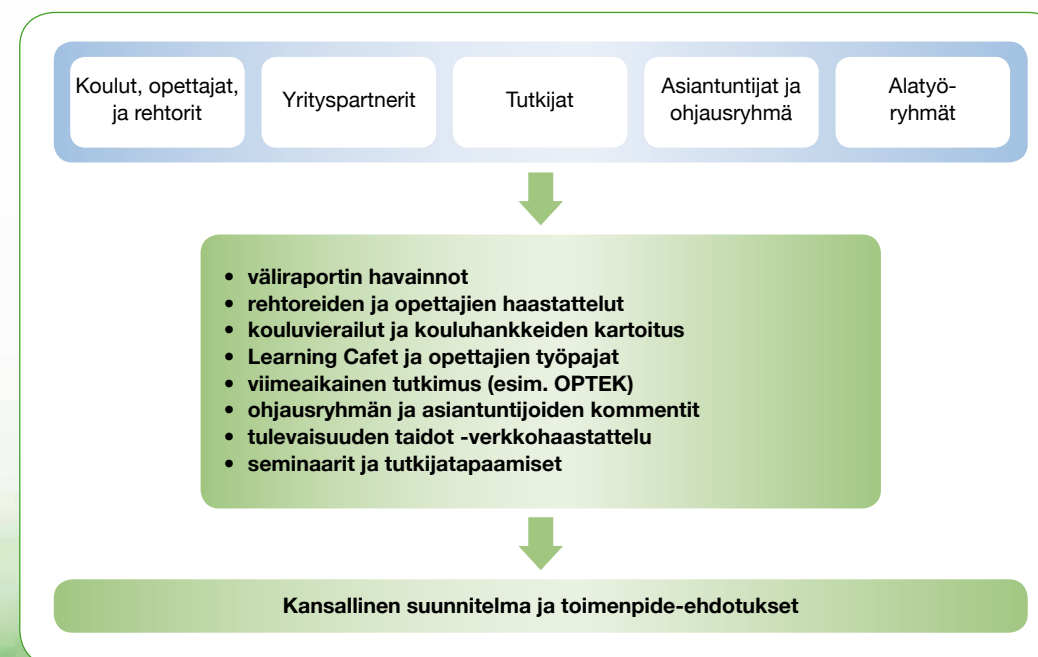 Koulut, opettajat,
ja rehtorit
Yrityspartnerit
Tutkijat
Asiantuntijat ja
ohjausryhmä
Alatyö-
ryhmät
• väliraportin havainnot
• rehtoreiden ja opettajien haastattelut
• kouluvierailut ja kouluhankkeiden kartoitus
• Learning Cafet ja opettajien työpajat
• viimeaikainen tutkimus (esim. OPTEK)
• ohjausryhmän ja asiantuntijoiden kommentit
• tulevaisuuden taidot -verkkohaastattelu
• seminaarit ja tutkijatapaamiset
Kansallinen suunnitelma ja toimenpide-ehdotukset